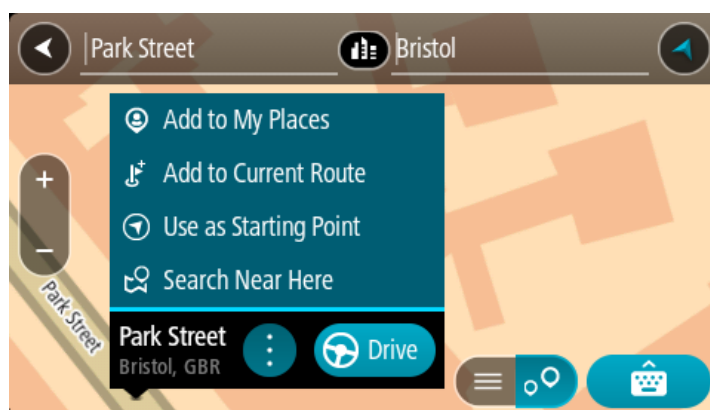 Park Street
Bristol
Add to My Places
Add to Current Route
Use as Starting Point
Search Near Here
Park Street
Park Street
Bristol, GBR
Drive